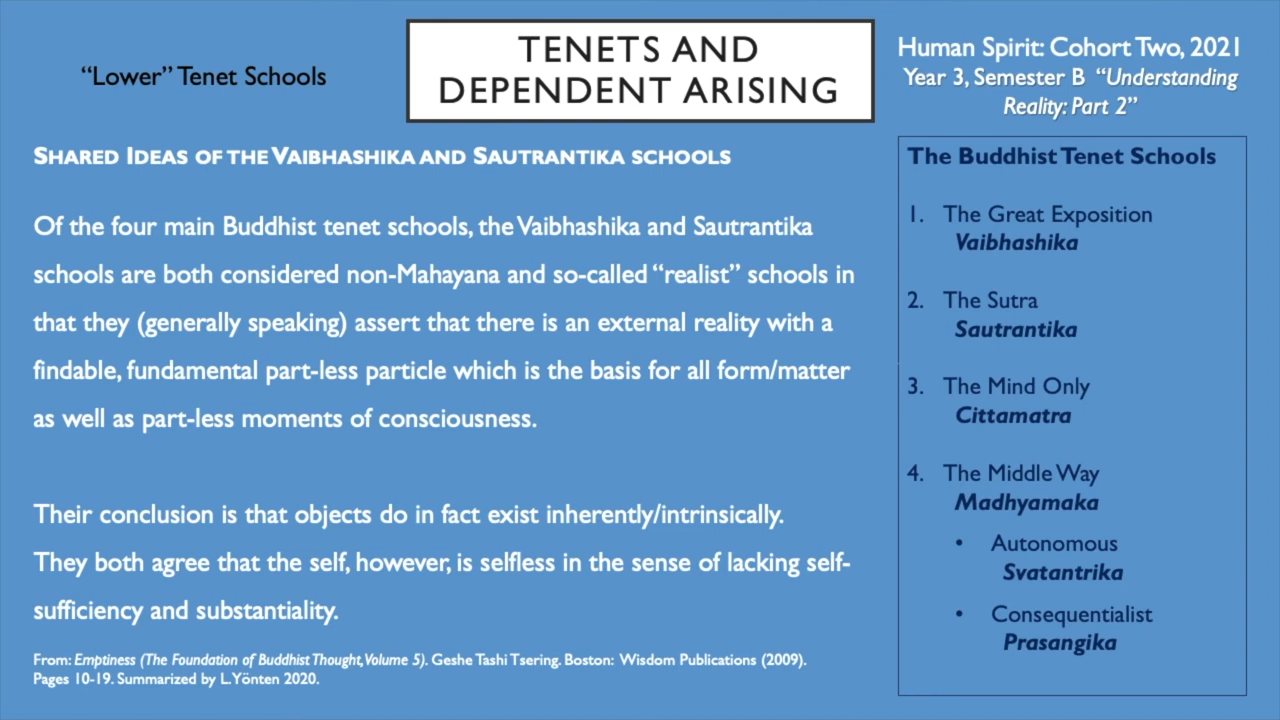 “Lower” Tenet Schools
TENETS AND
DEPENDENT ARISING
Human Spirit: Cohort Two, 2021
Year 3, Semester B “Understanding
Reality: Part 2”
SHARED IDEAS OF THE VAIBHASHIKA AND SAUTRANTIKA SCHOOLS
Of the four main Buddhist tenet schools, the Vaibhashika and Sautrantika
schools are both considered non-Mahayana and so-called “realist” schools in
that they (generally speaking) assert that there is an external reality with a
findable, fundamental part-less particle which is the basis for all form/matter
as well as part-less moments of consciousness.
Their conclusion is that objects do in fact exist inherently/intrinsically.
They both agree that the self, however, is selfless in the sense of lacking self-
sufficiency and substantiality.
From: Emptiness (The Foundation of Buddhist Thought, Volume 5). Geshe Tashi Tsering. Boston: Wisdom Publications (2009).
Pages 10-19. Summarized by L.Yönten 2020.
The Buddhist Tenet Schools
1. The Great Exposition
Vaibhashika
2. The Sutra
Sautrantika
3. The Mind Only
Cittamatra
4. The Middle Way
Madhyamaka
• Autonomous
Svatantrika
• Consequentialist
Prasangika